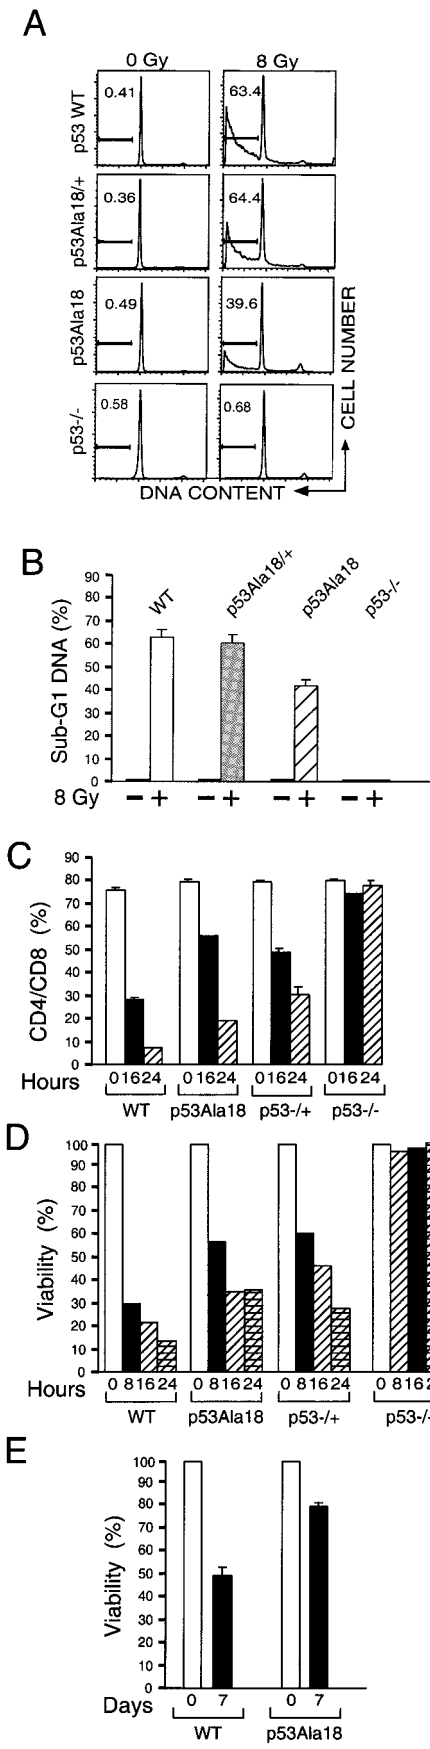 A
0 Gy 8 Gy
p53 WT
0.41 63.4
p53Ala18/+
0.36 64.4
p53Ala18
0.49 39.6
p53-/-
0.58 0.68
CELL NUMBER
DNA CONTENT
B
WT p53Ala18/+ p53Ala18 p53-/-
Sub-G1 DNA (%)
90
80
70
60
50
40
30
20
10
0
8 Gy − + − + − + − +
C
CD4/CD8 (%)
90
80
70
60
50
40
30
20
10
0
Hours 0 16 24 0 16 24 0 16 24 0 16 24
WT p53Ala18 p53-/+ p53-/-
D
Viability (%)
100
90
80
70
60
50
40
30
20
10
0
Hours 0 8 16 24 0 8 16 24 0 8 16 24 0 8 16 2
WT p53Ala18 p53-/+ p53-/-
E
Viability (%)
100
90
80
70
60
50
40
30
20
10
0
Days 0 7 0 7
WT p53Ala18